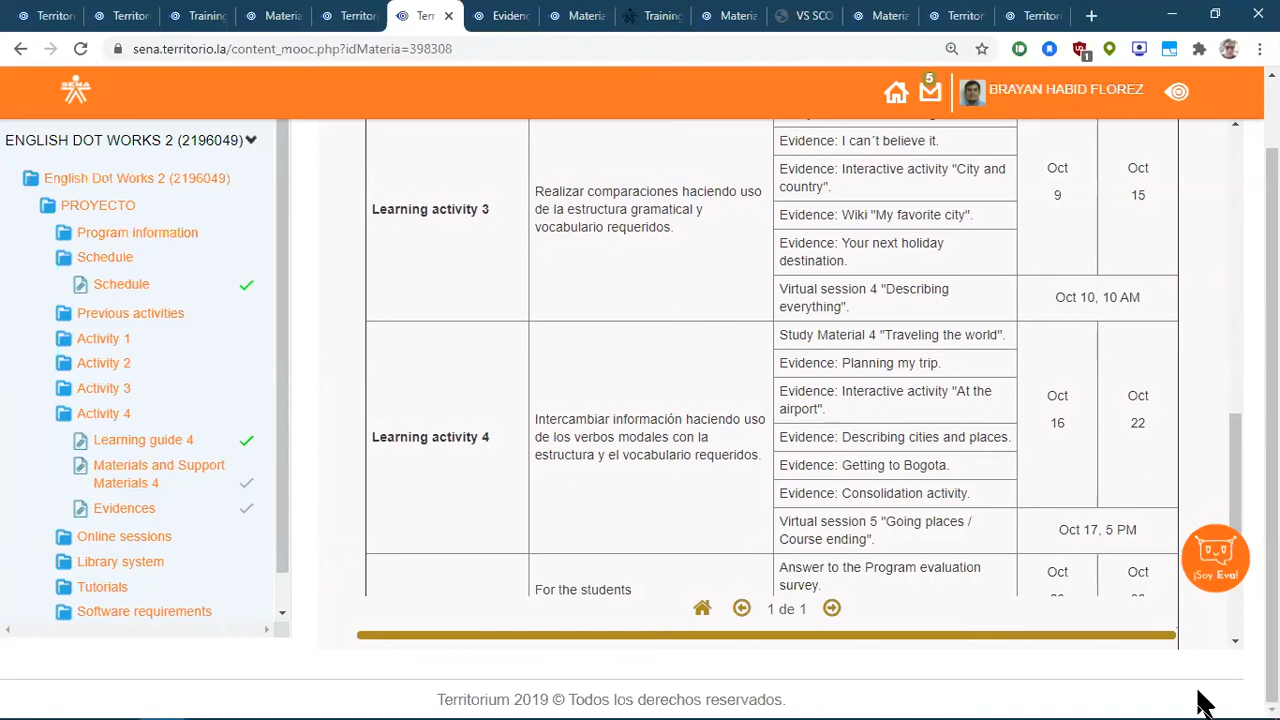 Territori
Territori
Training
Materia
Territori
Terr
Evidenc
Materia
Training
Materia
VS SCO
Materia
Territor
Territori
sena.territorio.la/content_mooc.php?idMateria=398308
1
SENA
5
BRAYAN HABID FLOREZ
ENGLISH DOT WORKS 2 (2196049)
English Dot Works 2 (2196049)
PROYECTO
Program information
Schedule
Schedule
Previous activities
Activity 1
Activity 2
Activity 3
Activity 4
Learning guide 4
Materials and Support
Materials 4
Evidences
Online sessions
Library system
Tutorials
Software requirements
Learning activity 3
Realizar comparaciones haciendo uso
de la estructura gramatical y
vocabulario requeridos.
Evidence: I can´t believe it.
Evidence: Interactive activity "City and
country".
Evidence: Wiki "My favorite city".
Evidence: Your next holiday
destination.
Oct
9
Oct
15
Virtual session 4 "Describing
everything".
Oct 10, 10 AM
Learning activity 4
Intercambiar información haciendo uso
de los verbos modales con la
estructura y el vocabulario requeridos.
Study Material 4 "Traveling the world".
Evidence: Planning my trip.
Evidence: Interactive activity "At the
airport".
Evidence: Describing cities and places.
Evidence: Getting to Bogota.
Evidence: Consolidation activity.
Oct
16
Oct
22
Virtual session 5 "Going places /
Course ending".
Oct 17, 5 PM
For the students
Answer to the Program evaluation
survey.
Oct
Oct
1 de 1
¡Soy Eva!
Territorium 2019 © Todos los derechos reservados.